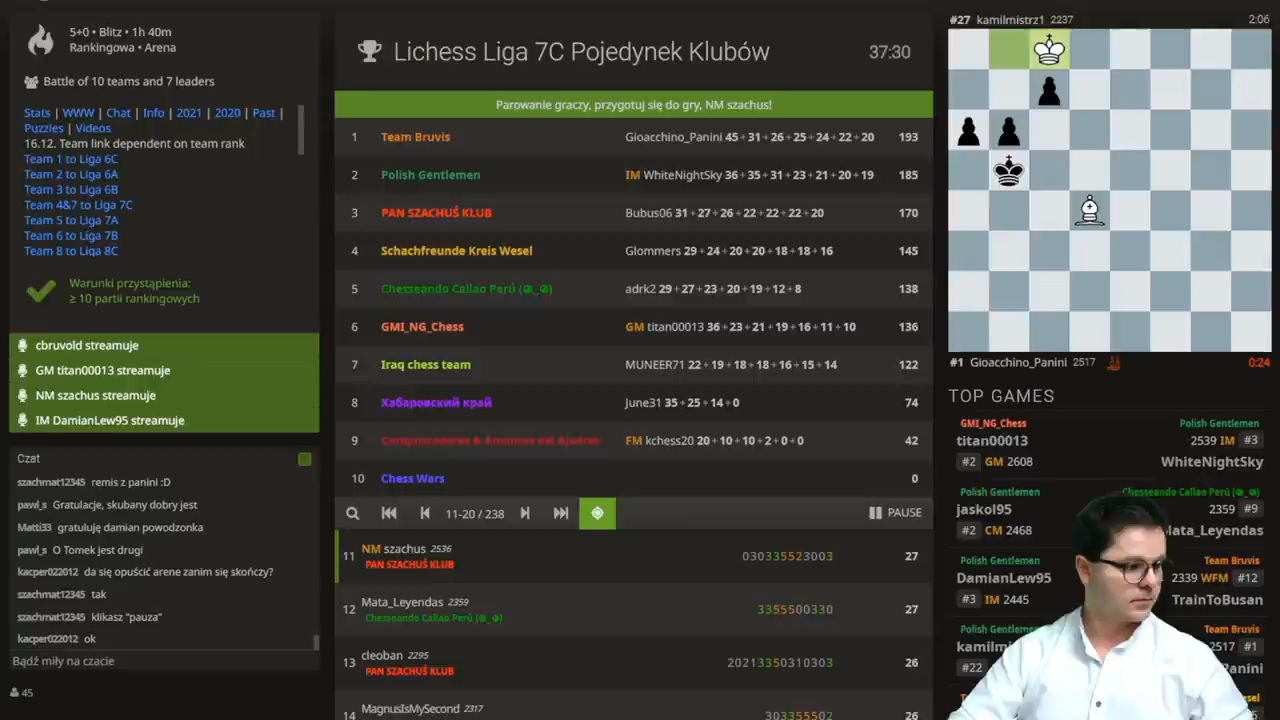 5+0 • Blitz • 1h 40m
Rankingowa • Arena
Battle of 10 teams and 7 leaders
Stats | WWW | Chat | Info | 2021 | 2020 | Past |
Puzzles | Videos
16.12. Team link dependent on team rank
Team 1 to Liga 6C
Team 2 to Liga 6A
Team 3 to Liga 6B
Team 4&7 to Liga 7C
Team 5 to Liga 7A
Team 6 to Liga 7B
Team 8 to Liga 8C
Warunki przystąpienia:
≥ 10 partii rankingowych
cbruvold streamuje
GM titan00013 streamuje
NM szachus streamuje
IM DamianLew95 streamuje
Czat
szachmat12345 remis z panini :D
pawl_s Gratulacje, skubany dobry jest
Matti33 gratuluję damian powodzonka
pawl_s O Tomek jest drugi
kacper022012 da się opuścić arene zanim się skończy?
szachmat12345 tak
szachmat12345 klikasz "pauza"
kacper022012 ok
Bądź miły na czacie
45
Lichess Liga 7C Pojedynek Klubów 37:30
Parowanie graczy, przygotuj się do gry, NM szachus!
1 Team Bruvis Gioacchino_Panini 45+31+26+25+24+22+20 193
2 Polish Gentlemen IM WhiteNightSky 36+35+31+23+21+20+19 185
3 PAN SZACHUŚ KLUB Bubus06 31+27+26+22+22+22+20 170
4 Schachfreunde Kreis Wesel Glommers 29+24+20+20+18+18+16 145
5 Chesseando Callao Perú adrk2 29+27+23+20+19+12+8 138
6 GMI_NG_Chess GM titan00013 36+23+21+19+16+11+10 136
7 Iraq chess team MUNEER71 22+19+18+18+16+15+14 122
8 Хабаровский край June31 35+25+14+0 74
9 FM kchess20 20+10+10+2+0+0 42
10 Chess Wars 0
11-20 / 238 PAUSE
11 NM szachus 2536 030335523003 27
PAN SZACHUŚ KLUB
12 Mata_Leyendas 2359 3355500330 27
Chesseando Callao Perú
13 cleoban 2295 20213350310303 26
PAN SZACHUŚ KLUB
14 MagnusIsMySecond 2317 303355502 26
#27 kamilmistrz1 2237 2:06
#1 Gioacchino_Panini 2517 0:24
TOP GAMES
GMI_NG_Chess Polish Gentlemen
titan00013 2539 IM #3
#2 GM 2608 WhiteNightSky
Polish Gentlemen Chesseando Callao Perú
jaskol95 2359 #9
#2 CM 2468 Mata_Leyendas
Polish Gentlemen Team Bruvis
DamianLew95 2339 WFM #12
#3 IM 2445 TrainToBusan
Polish Gentlemen Team Bruvis
kamilm 2517 #1
#22 anini